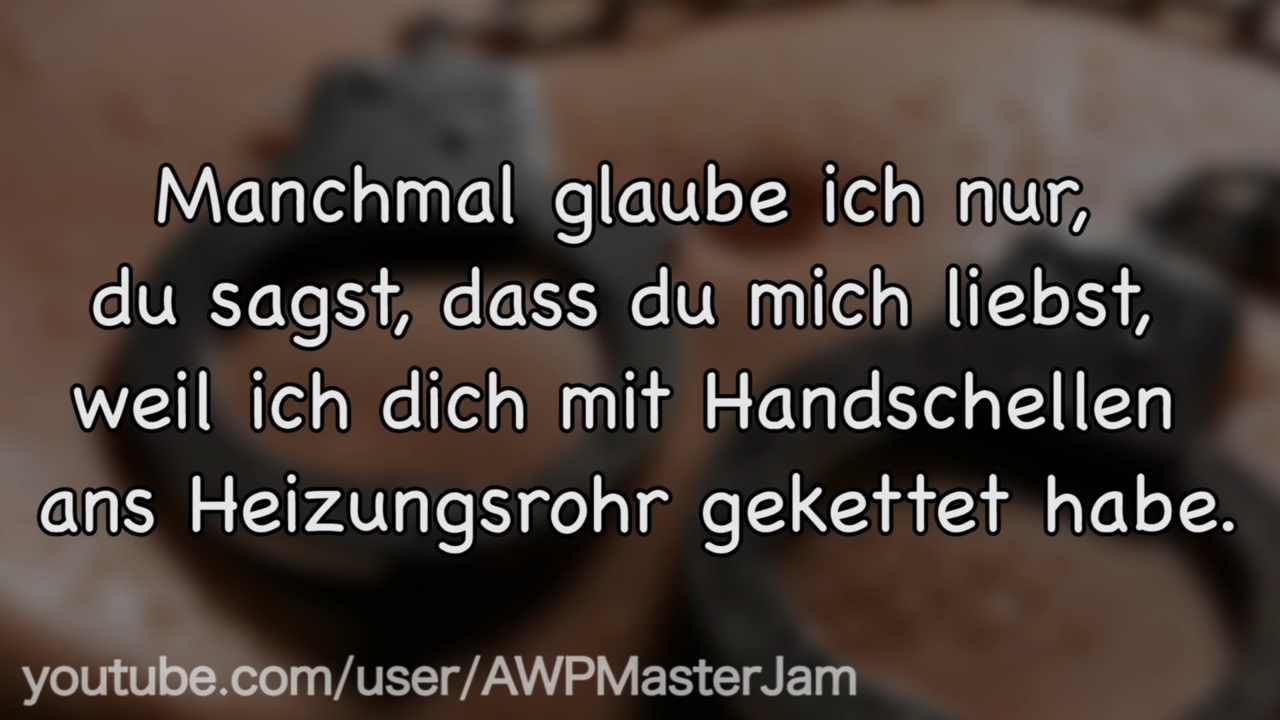 Manchmal glaube ich nur,
du sagst, dass du mich liebst,
weil ich dich mit Handschellen
ans Heizungsrohr gekettet habe.
youtube.com/user/AWPMasterJam